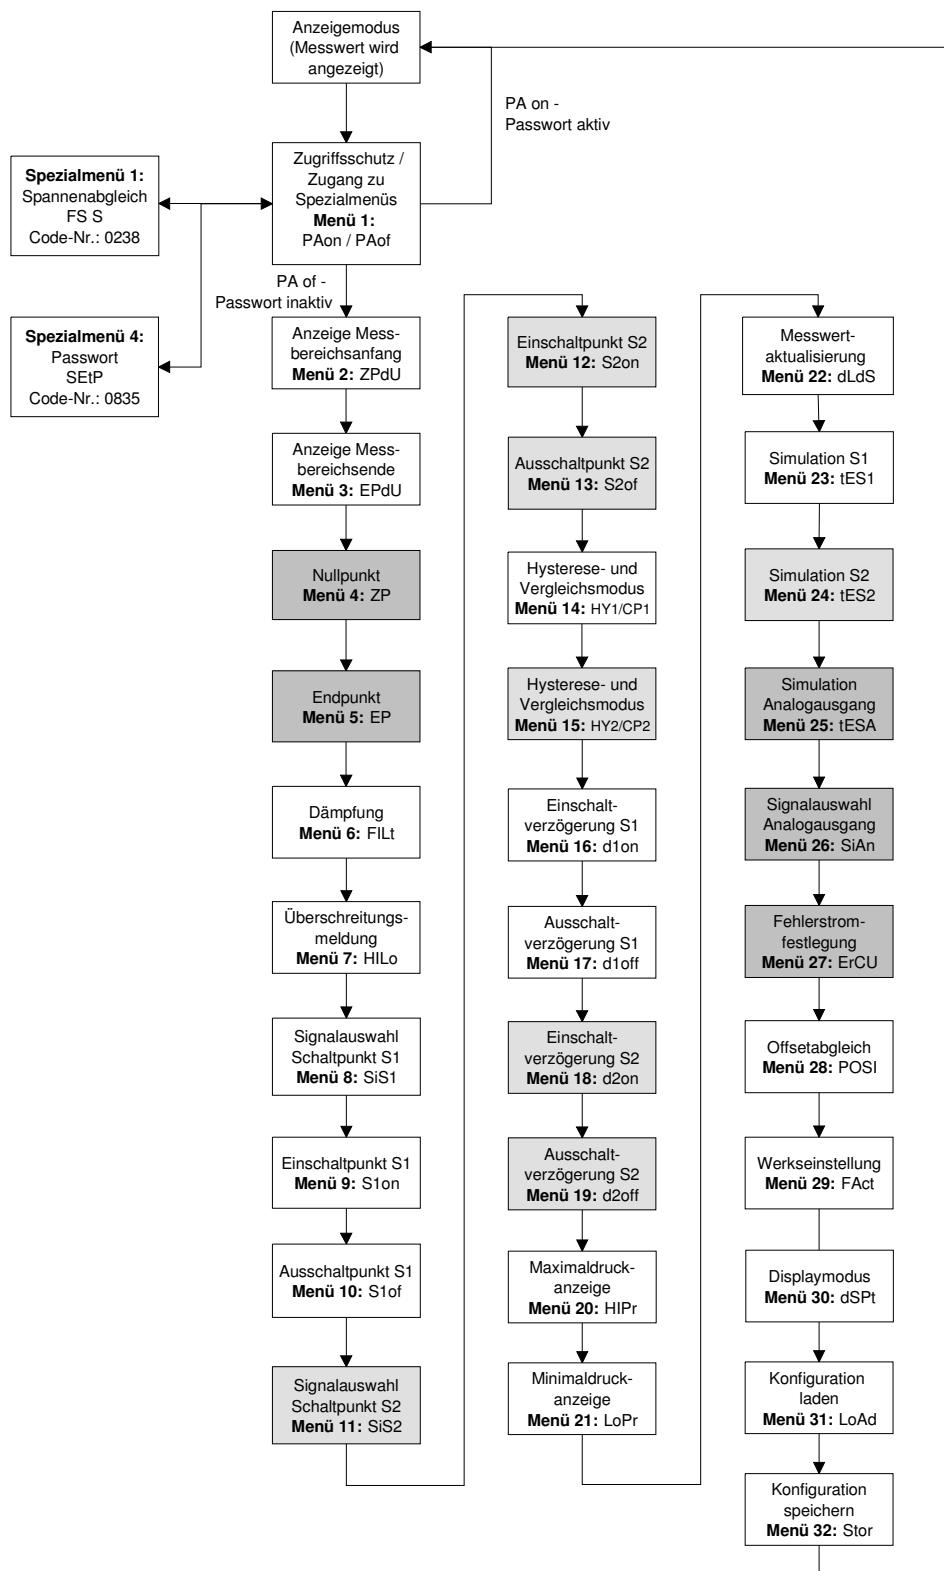 Anzeigemodus
(Messwert wird
angezeigt)
PA on -
Passwort aktiv
Zugriffsschutz /
Zugang zu
Spezialmenüs
Menü 1:
PAon / PAof
Spezialmenü 1:
Spannenabgleich
FS S
Code-Nr.: 0238
PA of -
Passwort inaktiv
Spezialmenü 4:
Passwort
SEtP
Code-Nr.: 0835
Anzeige Mess-
bereichsanfang
Menü 2: ZPdU
Anzeige Mess-
bereichsende
Menü 3: EPdU
Nullpunkt
Menü 4: ZP
Endpunkt
Menü 5: EP
Dämpfung
Menü 6: FILt
Überschreitungs-
meldung
Menü 7: HILo
Signalauswahl
Schaltpunkt S1
Menü 8: SiS1
Einschaltpunkt S1
Menü 9: S1on
Ausschaltpunkt S1
Menü 10: S1of
Signalauswahl
Schaltpunkt S2
Menü 11: SiS2
Einschaltpunkt S2
Menü 12: S2on
Ausschaltpunkt S2
Menü 13: S2of
Hysterese- und
Vergleichsmodus
Menü 14: HY1/CP1
Hysterese- und
Vergleichsmodus
Menü 15: HY2/CP2
Einschalt-
verzögerung S1
Menü 16: d1on
Ausschalt-
verzögerung S1
Menü 17: d1off
Einschalt-
verzögerung S2
Menü 18: d2on
Ausschalt-
verzögerung S2
Menü 19: d2off
Maximaldruck-
anzeige
Menü 20: HIPr
Minimaldruck-
anzeige
Menü 21: LoPr
Messwert-
aktualisierung
Menü 22: dLdS
Simulation S1
Menü 23: tES1
Simulation S2
Menü 24: tES2
Simulation
Analogausgang
Menü 25: tESA
Signalauswahl
Analogausgang
Menü 26: SiAn
Fehlerstrom-
festlegung
Menü 27: ErCU
Offsetabgleich
Menü 28: POSI
Werkseinstellung
Menü 29: FAct
Displaymodus
Menü 30: dSPt
Konfiguration
laden
Menü 31: LoAd
Konfiguration
speichern
Menü 32: Stor